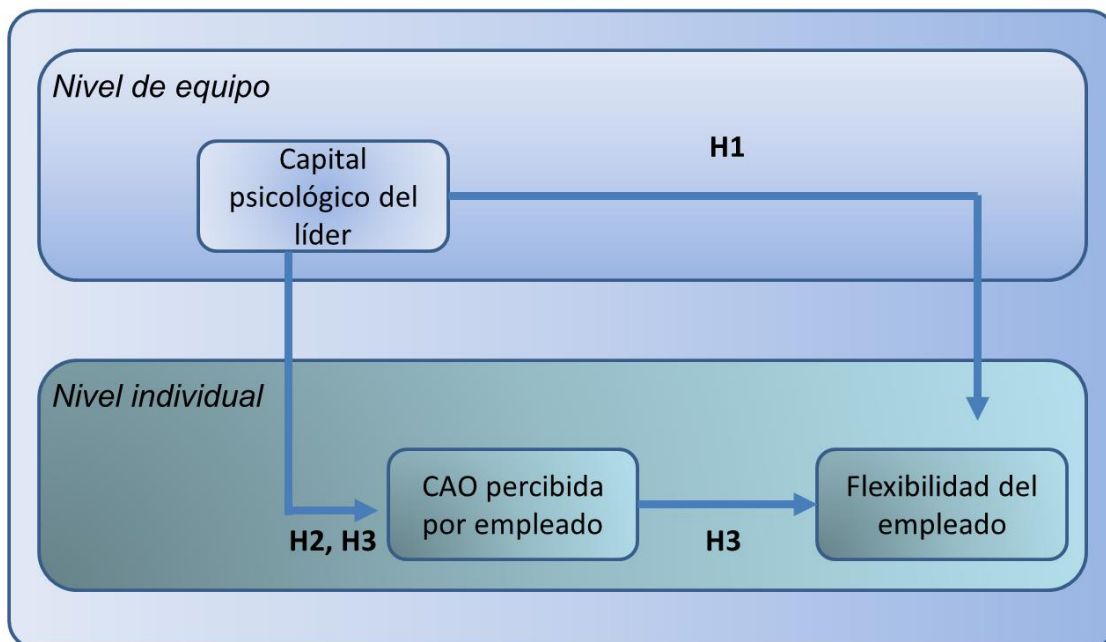 Nivel de equipo
H1
Capital
psicológico del
líder
Nivel individual
CAO percibida
por empleado
Flexibilidad del
empleado
H2, H3
H3